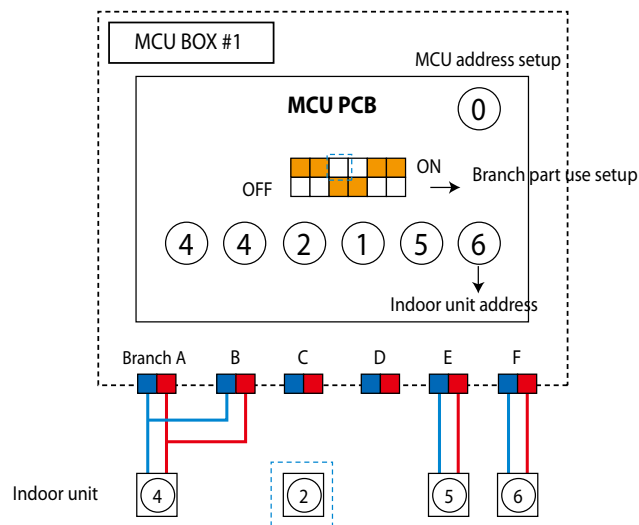 MCU BOX #1
MCU address setup
MCU PCB
0
ON
OFF
Branch part use setup
4 4 2 1 5 6
Indoor unit address
Branch A B C D E F
Indoor unit 4 2 5 6